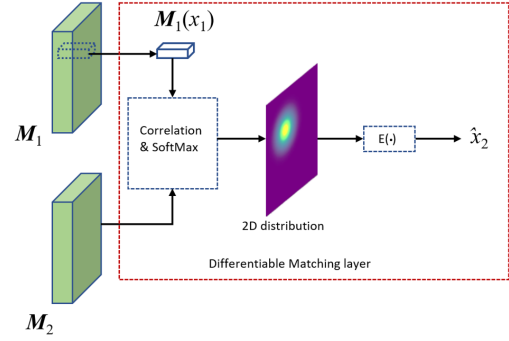 M₁(x₁)
M₁
Correlation
& SoftMax
E(·)
x̂₂
2D distribution
Differentiable Matching layer
M₂